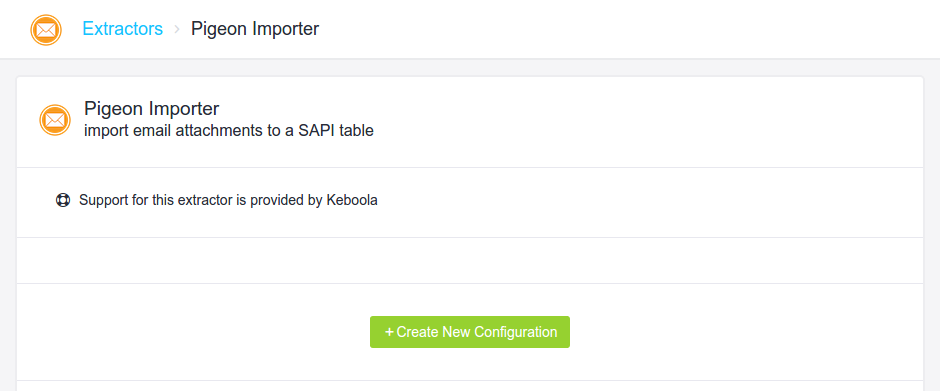 Extractors > Pigeon Importer
Pigeon Importer
import email attachments to a SAPI table
Support for this extractor is provided by Keboola
+ Create New Configuration